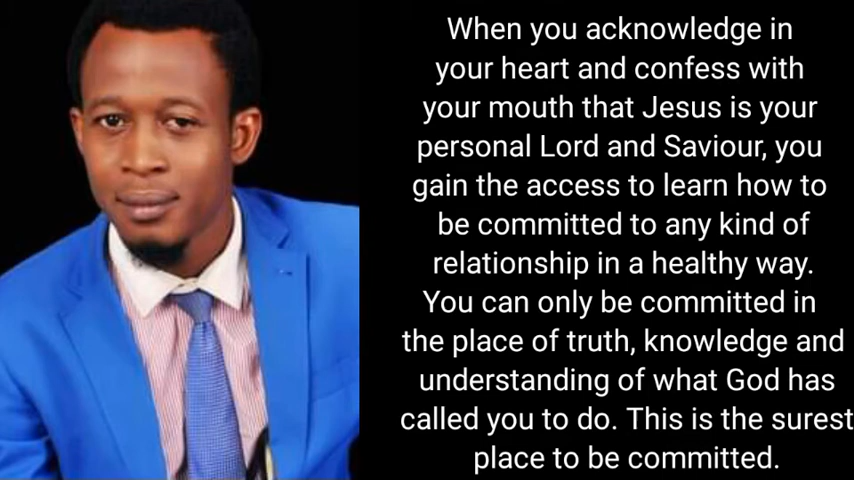 When you acknowledge in
your heart and confess with
your mouth that Jesus is your
personal Lord and Saviour, you
gain the access to learn how to
be committed to any kind of
relationship in a healthy way.
You can only be committed in
the place of truth, knowledge and
understanding of what God has
called you to do. This is the surest
place to be committed.